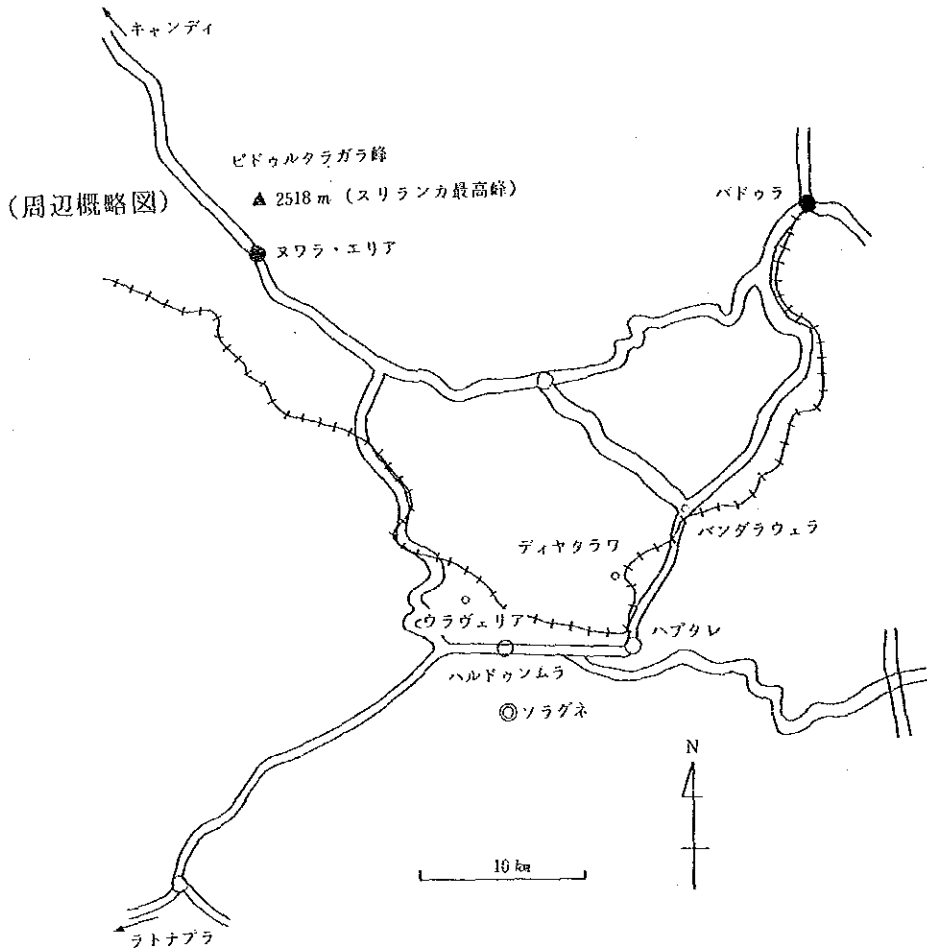 キャンディ
ピドゥルタラガラ峰
▲ 2518 m (スリランカ最高峰)
(周辺概略図)
バドゥラ
ヌワラ・エリア
バンダラウェラ
ディヤタラワ
ウラヴェリア
ハプタレ
ハルドゥンムラ
◎ソラグネ
N
10 km
ラトナプラ